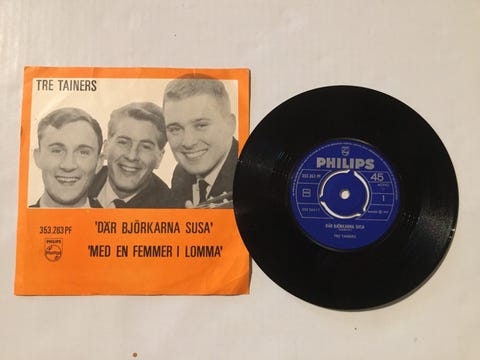 TRE TAINERS
353.283 PF
'DÄR BJÖRKARNA SUSA'
'MED EN FEMMER I LOMMA'
PHILIPS
PHILIPS
45
1
DÄR BJÖRKARNA SUSA
TRE TAINERS